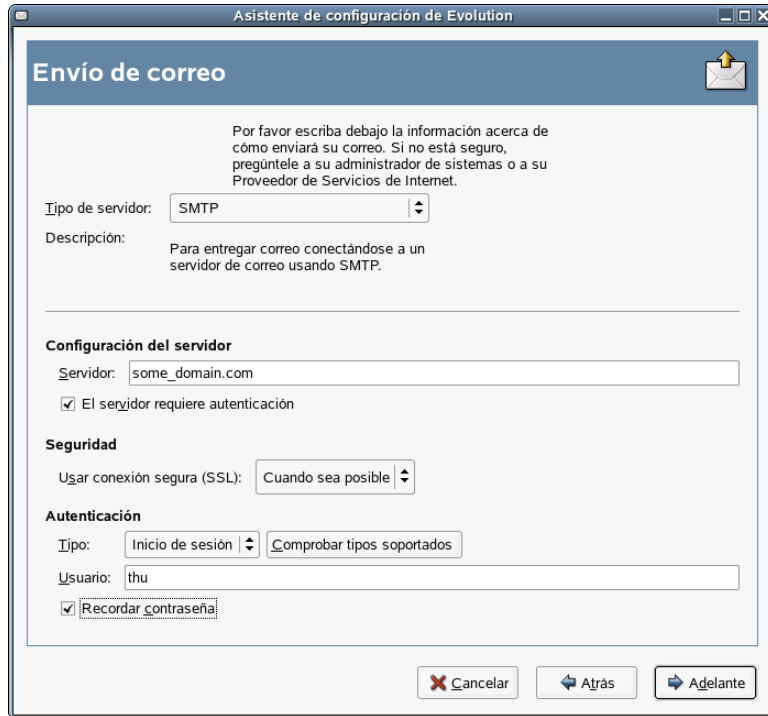 Asistente de configuración de Evolution
Envío de correo
Por favor escriba debajo la información acerca de
cómo enviará su correo. Si no está seguro,
pregúntele a su administrador de sistemas o a su
Proveedor de Servicios de Internet.
Tipo de servidor: SMTP
Descripción:
Para entregar correo conectándose a un
servidor de correo usando SMTP.
Configuración del servidor
Servidor: some_domain.com
El servidor requiere autenticación
Seguridad
Usar conexión segura (SSL): Cuando sea posible
Autenticación
Tipo: Inicio de sesión Comprobar tipos soportados
Usuario: thu
Recordar contraseña
Cancelar Atrás Adelante